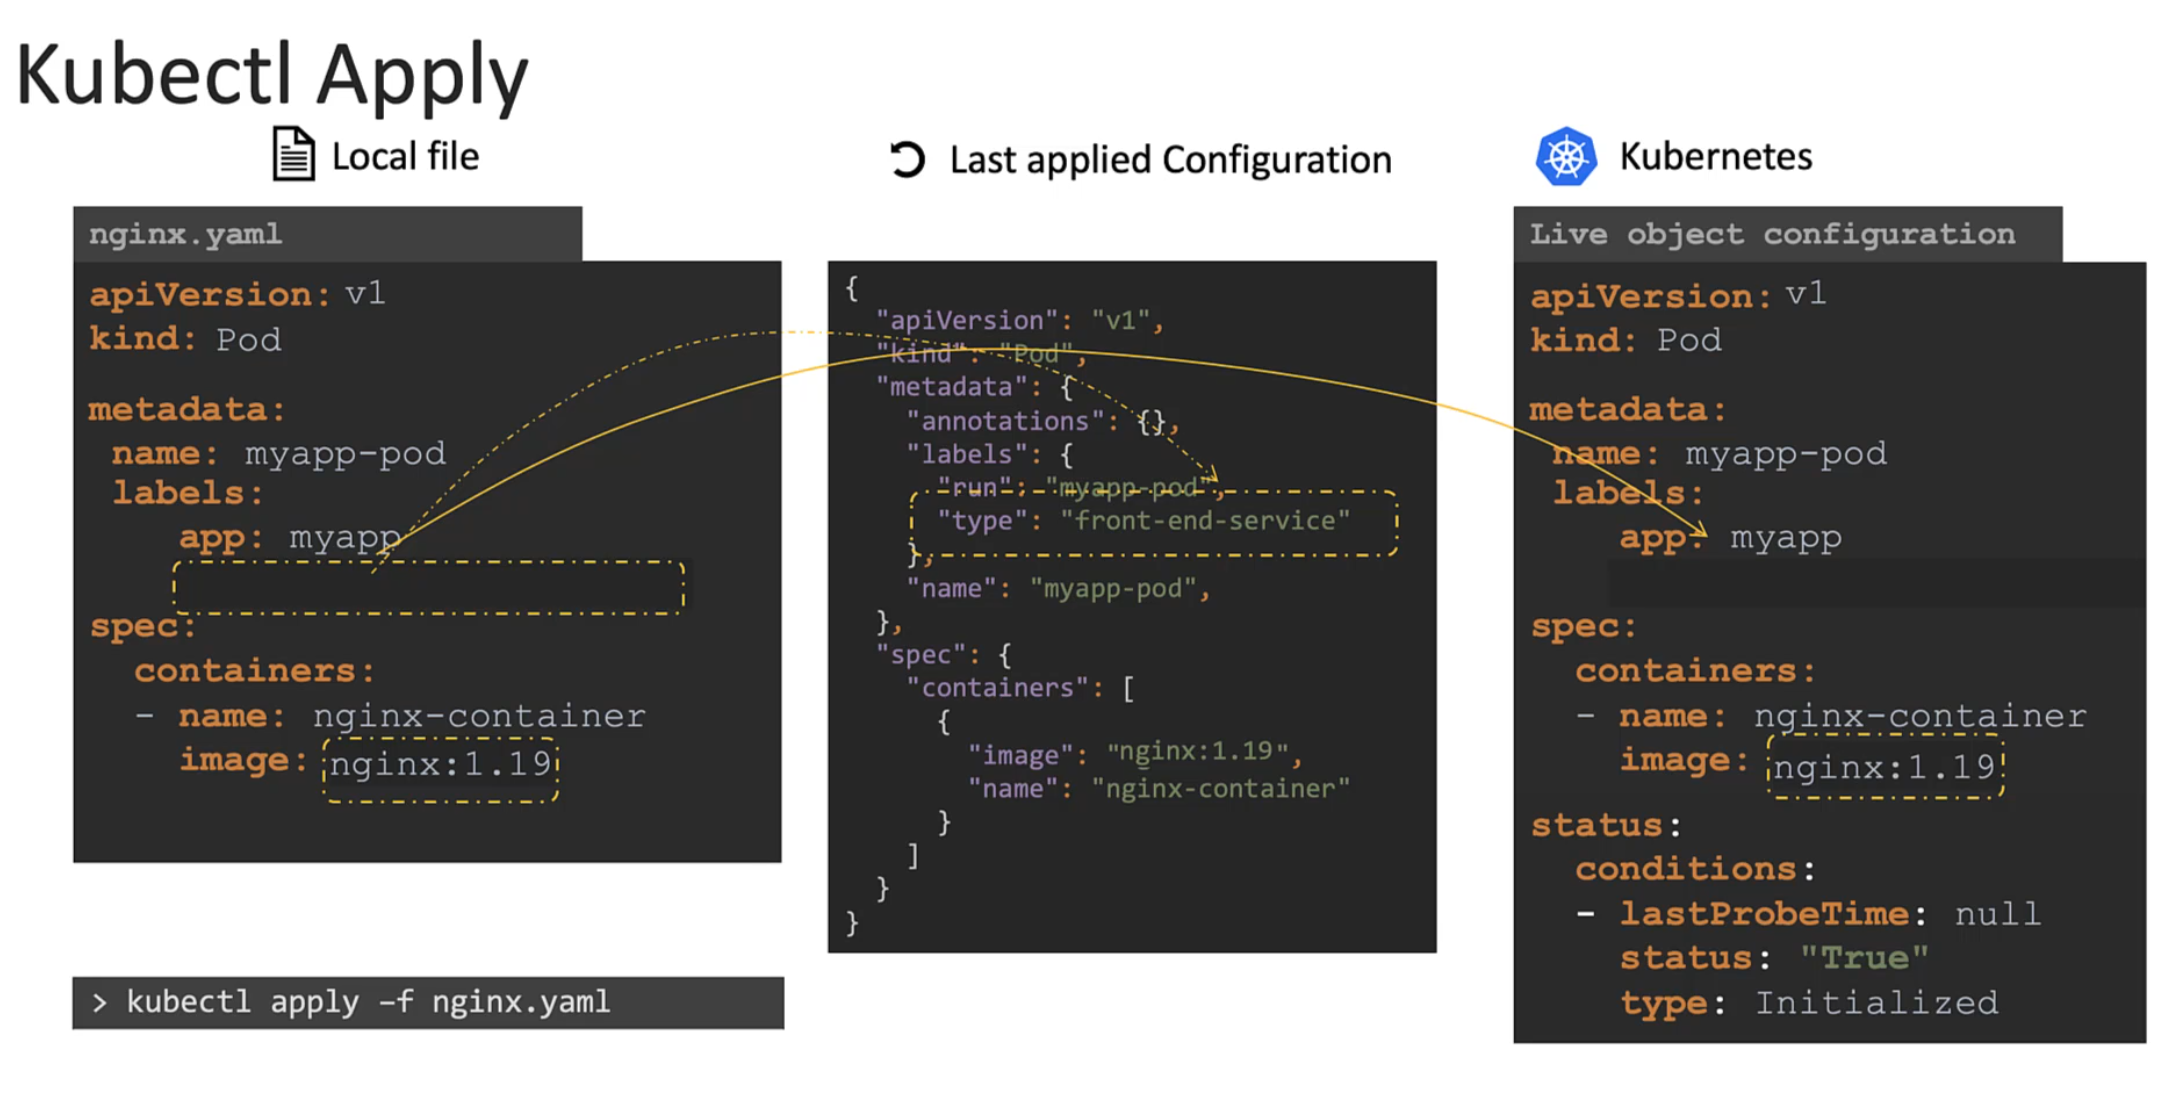 Kubectl Apply
Local file
nginx.yaml
apiVersion: v1
kind: Pod
metadata:
name: myapp-pod
labels:
app: myapp
spec:
containers:
- name: nginx-container
image: nginx:1.19
> kubectl apply –f nginx.yaml
Last applied Configuration
{
"apiVersion": "v1",
"kind": "Pod",
"metadata": {
"annotations": {},
"labels": {
"run": "myapp-pod",
"type": "front-end-service"
},
"name": "myapp-pod",
},
"spec": {
"containers": [
{
"image": "nginx:1.19",
"name": "nginx-container"
}
]
}
}
Kubernetes
Live object configuration
apiVersion: v1
kind: Pod
metadata:
name: myapp-pod
labels:
app: myapp
spec:
containers:
- name: nginx-container
image: nginx:1.19
status:
conditions:
- lastProbeTime: null
status: "True"
type: Initialized